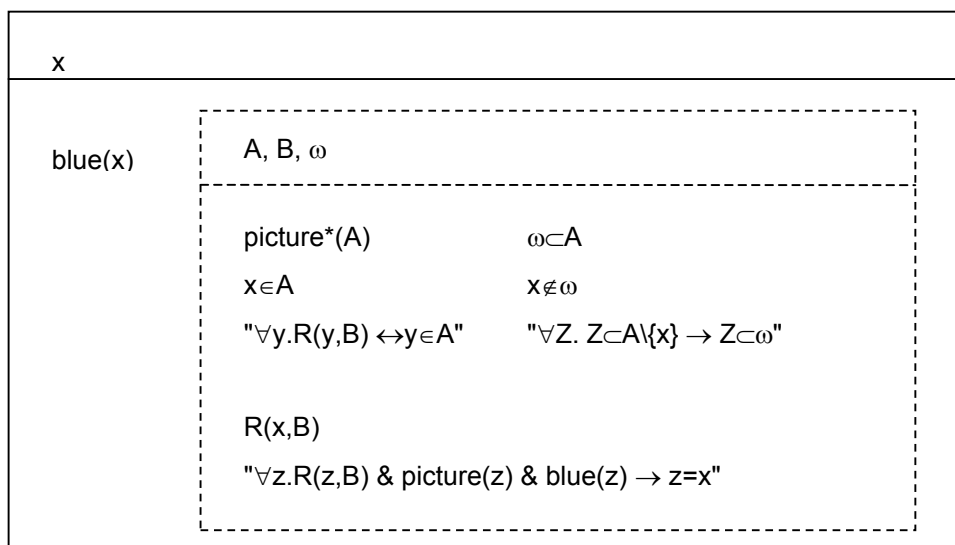 x
blue(x)
A, B, ω
picture*(A) ω⊂A
x∈A x∉ω
"∀y.R(y,B) ↔y∈A" "∀Z. Z⊂A\{x} → Z⊂ω"
R(x,B)
"∀z.R(z,B) & picture(z) & blue(z) → z=x"